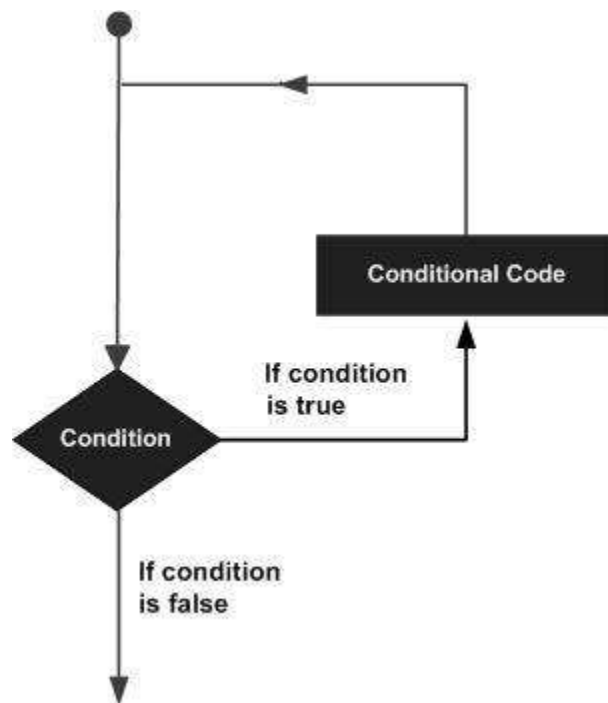 Conditional Code
If condition
is true
Condition
If condition
is false